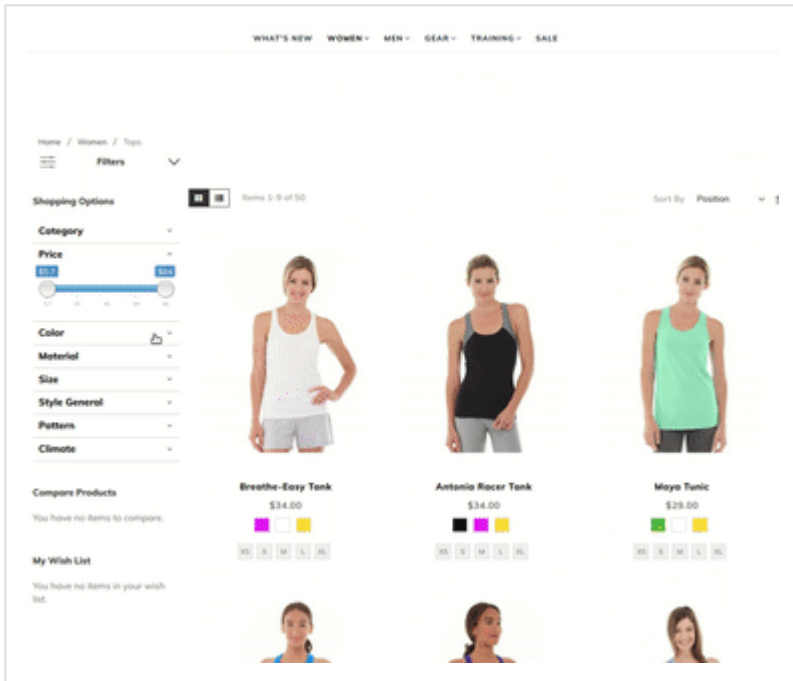 WHAT'S NEW WOMEN MEN GEAR TRAINING SALE
Home / Women / Tops
Filters
Shopping Options
Items 1-9 of 50
Sort By Position
Category
Price
$5.7 $84
Color
Material
Size
Style General
Pattern
Climate
Compare Products
You have no items to compare.
My Wish List
You have no items in your wish
list.
Breathe-Easy Tank
$34.00
XS S M L XL
Antonia Racer Tank
$34.00
XS S M L XL
Maya Tunic
$29.00
XS S M L XL